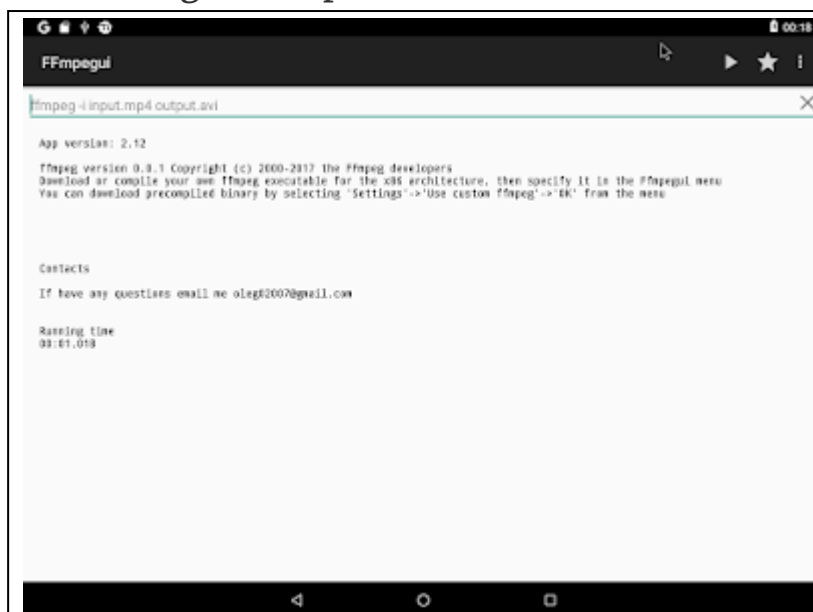 00:18
FFmpegui
ffmpeg -i input.mp4 output.avi
App version: 2.12
ffmpeg version 0.0.1 Copyright (c) 2000-2017 the FFmpeg developers
Download or compile your own ffmpeg executable for the x86 architecture, then specify it in the FFmpegui menu
You can download precompiled binary by selecting 'Settings'->'Use custom ffmpeg'->'OK' from the menu
Contacts
If have any questions email me
Running time
00:01.018